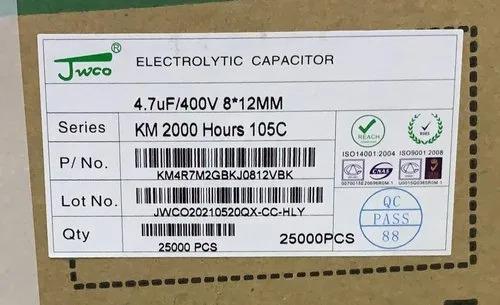 Jwco ®
ELECTROLYTIC CAPACITOR
4.7uF/400V 8*12MM
Series KM 2000 Hours 105C
P/ No. KM4R7M2GBKJ0812VBK
Lot No. JWCO20210520QX-CC-HLY
Qty 25000 PCS 25000PCS
REACH RoHS
ISO14001:2004 ISO9001:2008
CNAS
QC
PASS
88